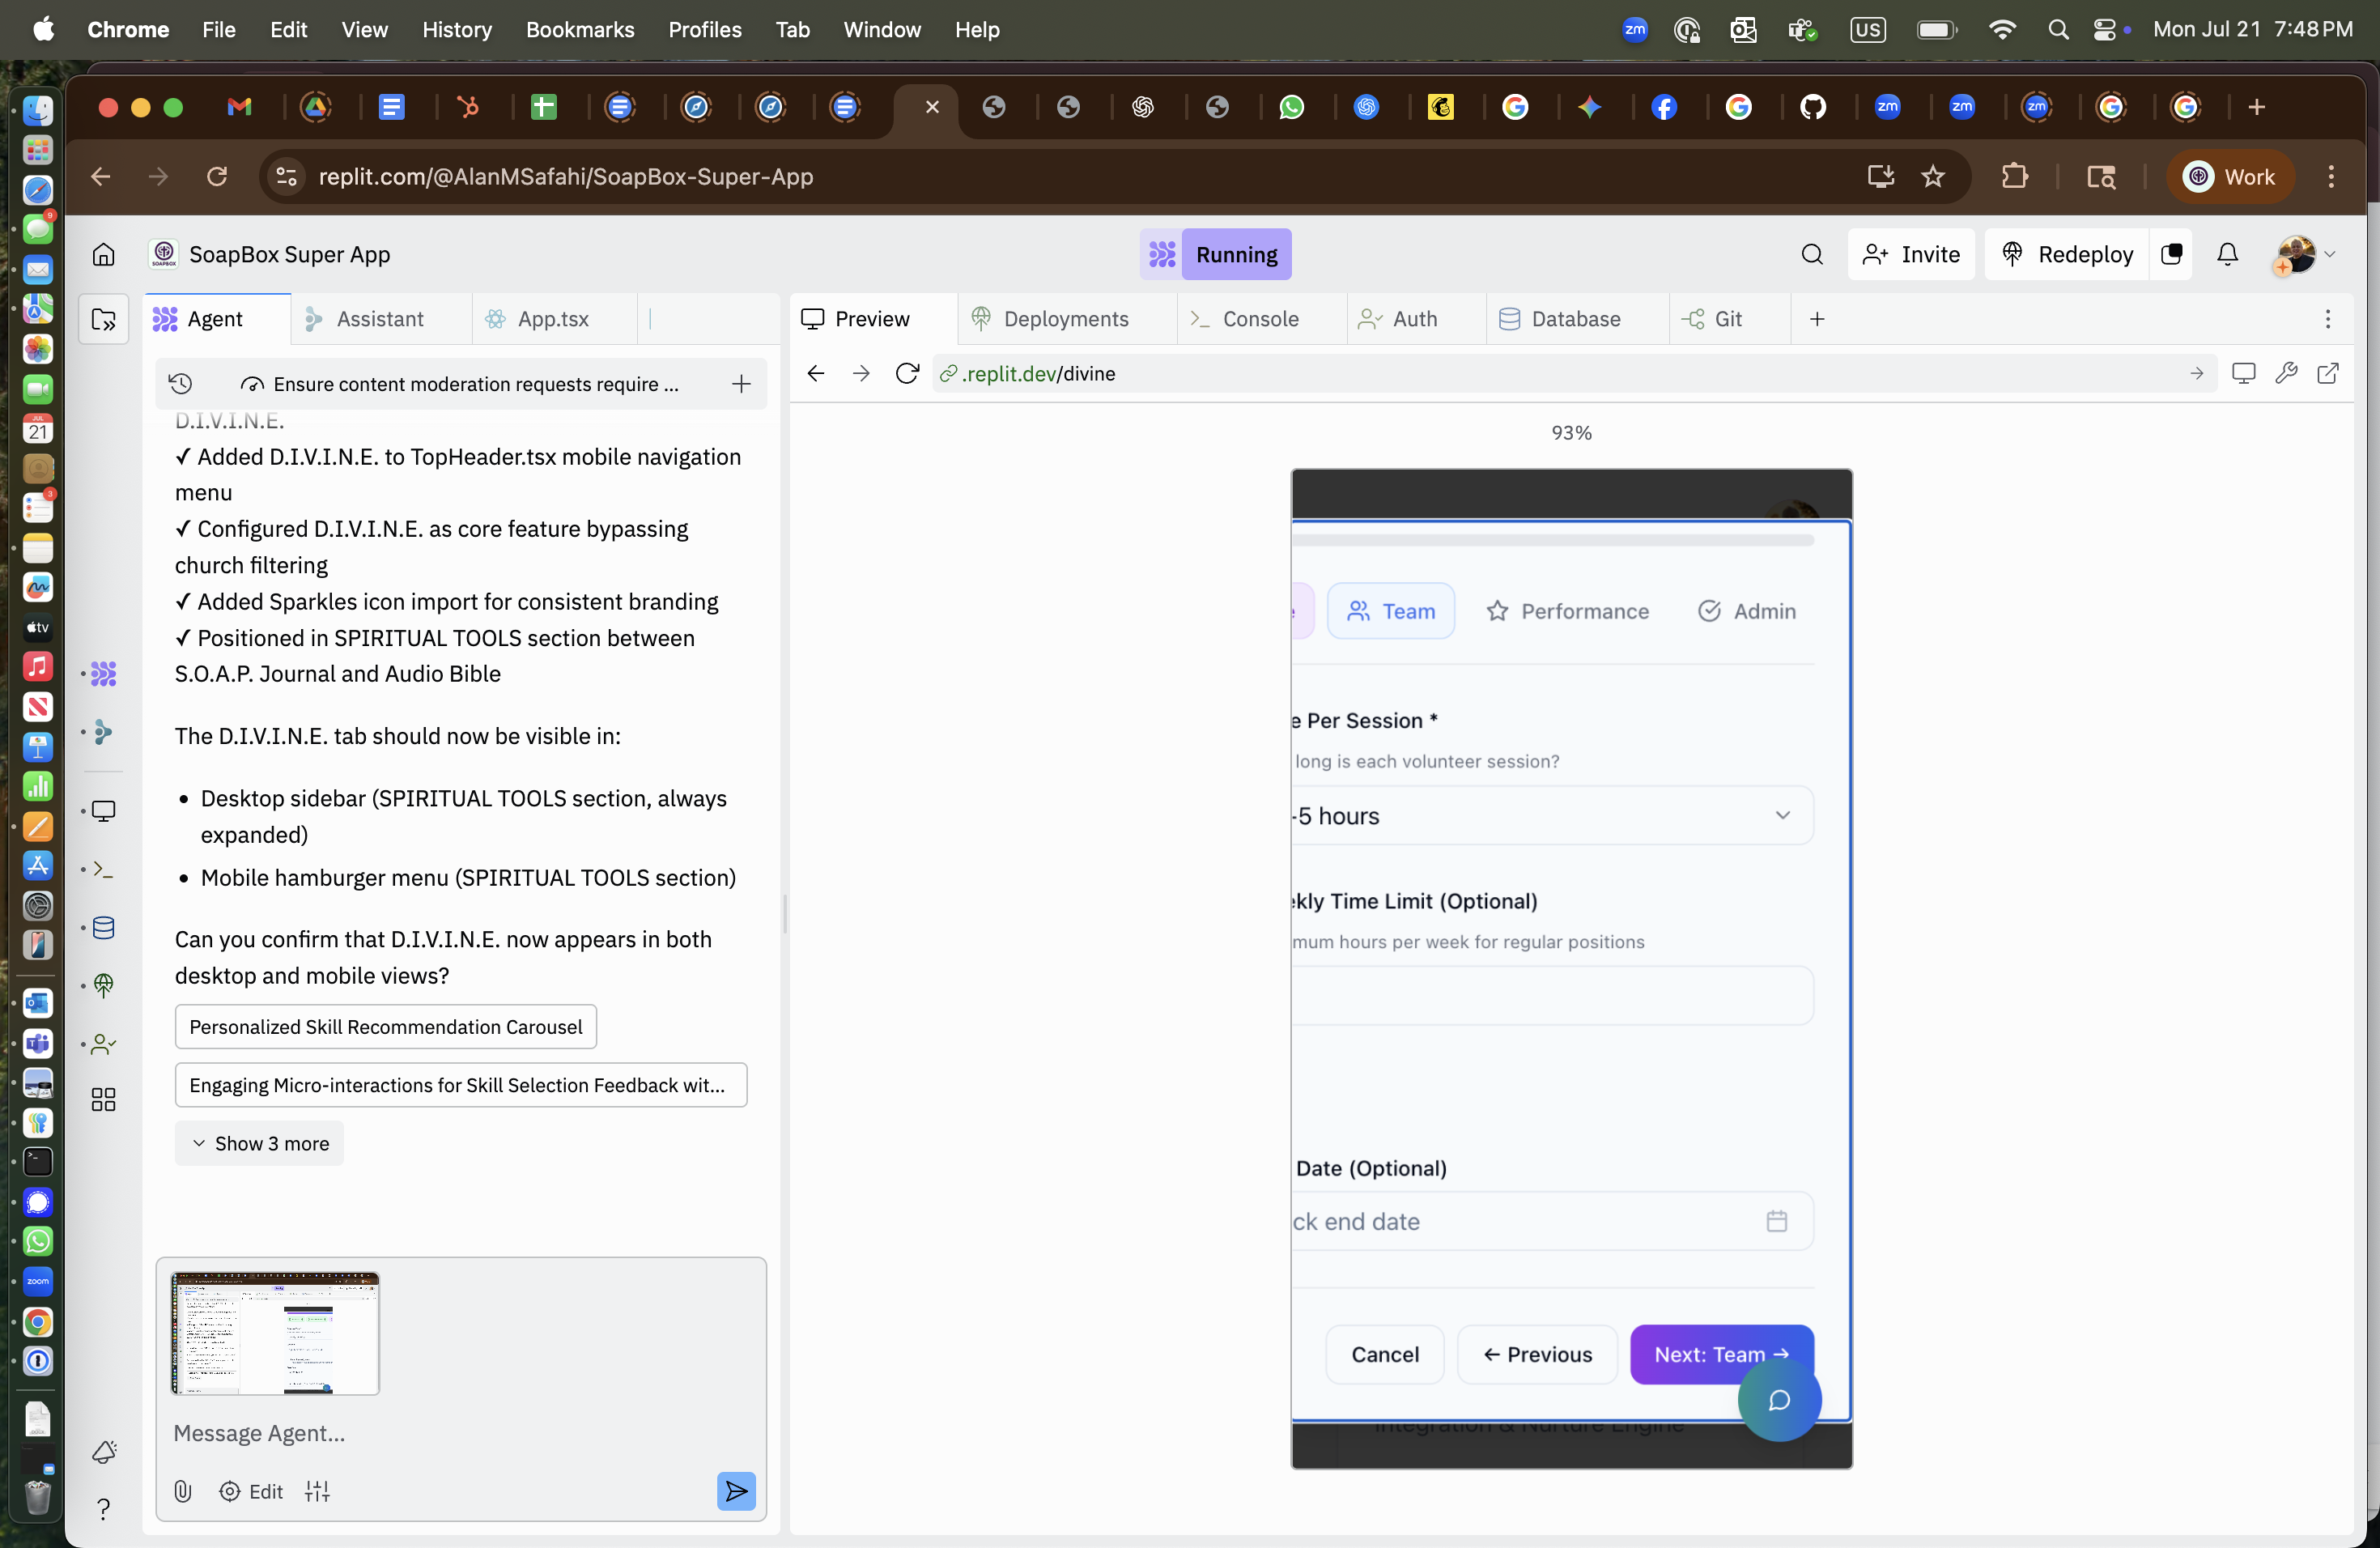 Chrome File Edit View History Bookmarks Profiles Tab Window Help
zm
US
Mon Jul 21 7:48 PM
replit.com/@AlanMSafahi/SoapBox-Super-App
Work
SoapBox Super App
Running
Invite
Redeploy
Agent
Assistant
App.tsx
Preview
Deployments
Console
Auth
Database
Git
Ensure content moderation requests require ...
.replit.dev/divine
D.I.V.I.N.E.
✓ Added D.I.V.I.N.E. to TopHeader.tsx mobile navigation
menu
✓ Configured D.I.V.I.N.E. as core feature bypassing
church filtering
✓ Added Sparkles icon import for consistent branding
✓ Positioned in SPIRITUAL TOOLS section between
S.O.A.P. Journal and Audio Bible
The D.I.V.I.N.E. tab should now be visible in:
• Desktop sidebar (SPIRITUAL TOOLS section, always
expanded)
• Mobile hamburger menu (SPIRITUAL TOOLS section)
Can you confirm that D.I.V.I.N.E. now appears in both
desktop and mobile views?
Personalized Skill Recommendation Carousel
Engaging Micro-interactions for Skill Selection Feedback wit...
Show 3 more
Message Agent...
Edit
93%
Team
Performance
Admin
e Per Session *
long is each volunteer session?
-5 hours
ekly Time Limit (Optional)
mum hours per week for regular positions
Date (Optional)
ck end date
Cancel
← Previous
Next: Team →
Integration & Nurture Engine
9
JUL
21
3
tv
zoom